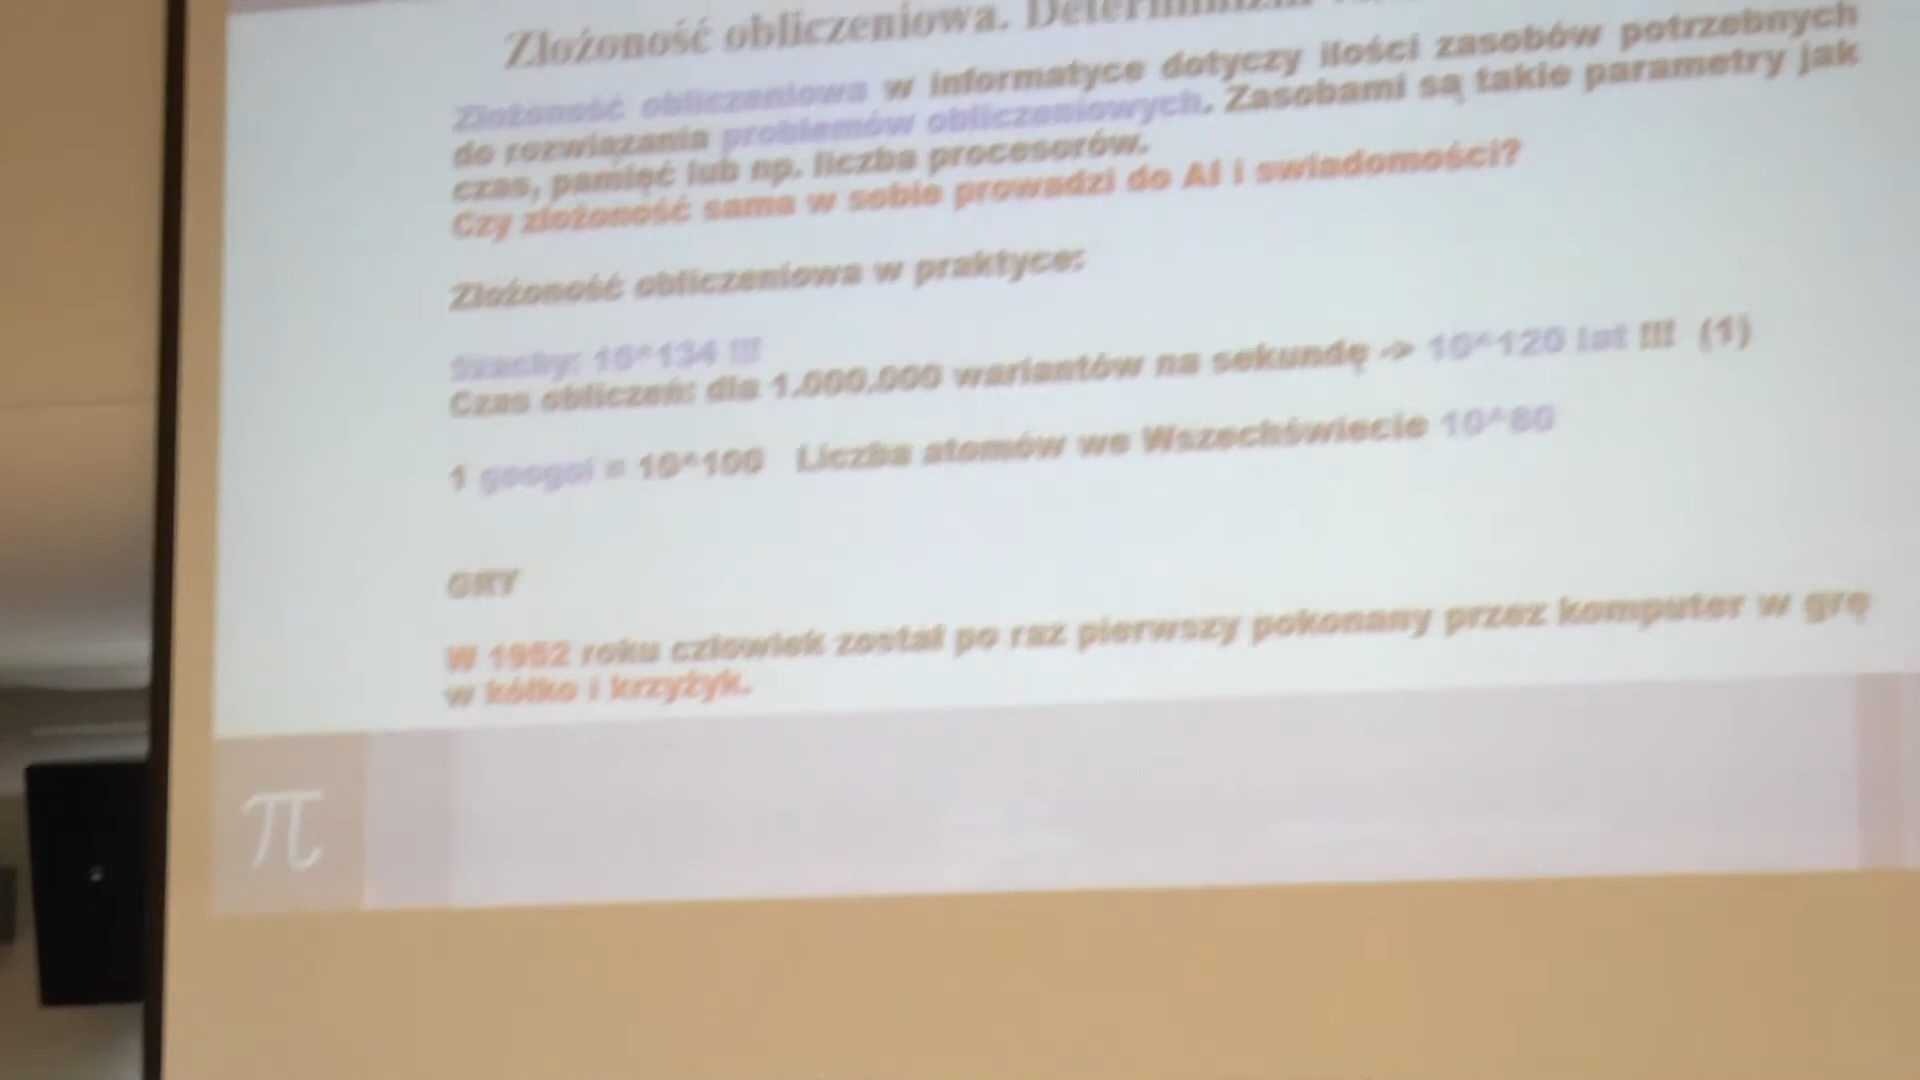 Złożoność obliczeniowa. Determinizm
Złożoność obliczeniowa w informatyce dotyczy ilości zasobów potrzebnych
do rozwiązania problemów obliczeniowych. Zasobami są takie parametry jak
czas, pamięć lub np. liczba procesorów.
Czy złożoność sama w sobie prowadzi do AI i swiadomości?
Złożoność obliczeniowa w praktyce:
Szachy: 10^134 !!!
Czas obliczeń: dla 1.000.000 wariantów na sekundę -> 10^120 lat !!! (1)
1 googol = 10^100 Liczba atomów we Wszechświecie 10^80
GRY
W 1952 roku człowiek został po raz pierwszy pokonany przez komputer w grę
w kółko i krzyżyk.
π